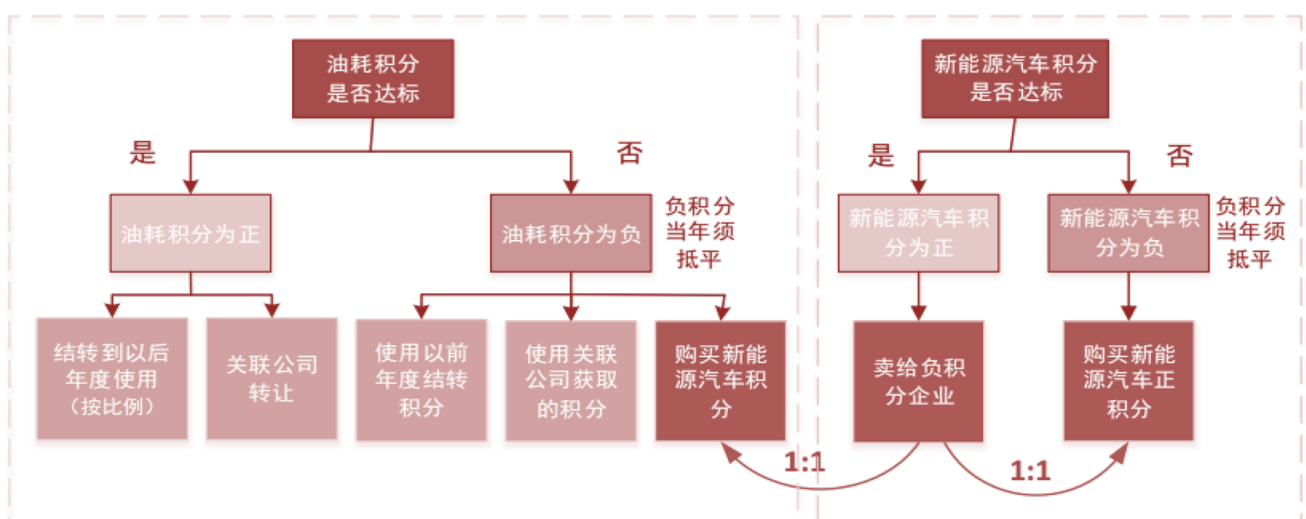 油耗积分
是否达标
新能源汽车积分
是否达标
是
否
是
否
油耗积分为正
油耗积分为负
负积分
当年须
抵平
新能源汽车积
分为正
新能源汽车积
分为负
负积分
当年须
抵平
结转到以后
年度使用
（按比例）
关联公司
转让
使用以前
年度结转
积分
使用关联
公司获取
的积分
购买新能
源汽车积
分
卖给负积
分企业
购买新能
源汽车正
积分
1:1
1:1